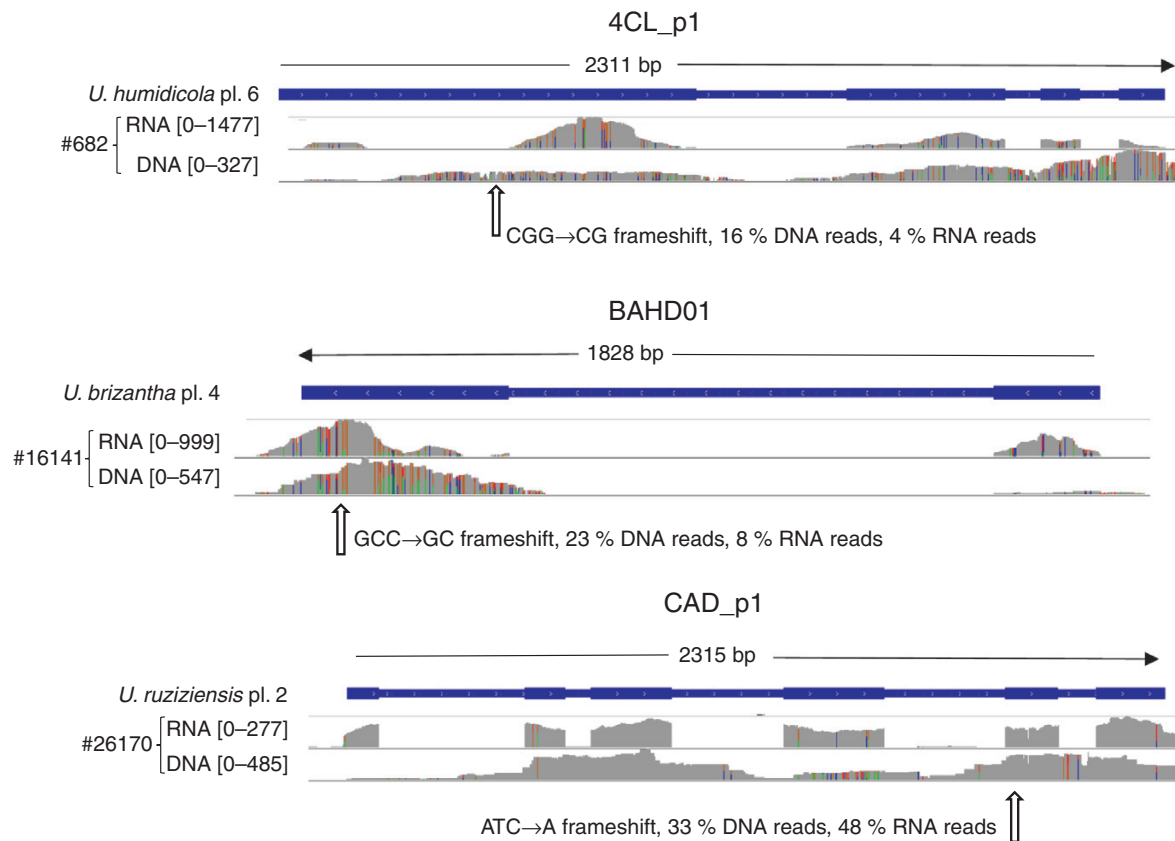 4CL_p1
2311 bp
U. humidicola pl. 6
#682
RNA [0–1477]
DNA [0–327]
CGG→CG frameshift, 16 % DNA reads, 4 % RNA reads
BAHD01
1828 bp
U. brizantha pl. 4
#16141
RNA [0–999]
DNA [0–547]
GCC→GC frameshift, 23 % DNA reads, 8 % RNA reads
CAD_p1
2315 bp
U. ruziziensis pl. 2
#26170
RNA [0–277]
DNA [0–485]
ATC→A frameshift, 33 % DNA reads, 48 % RNA reads